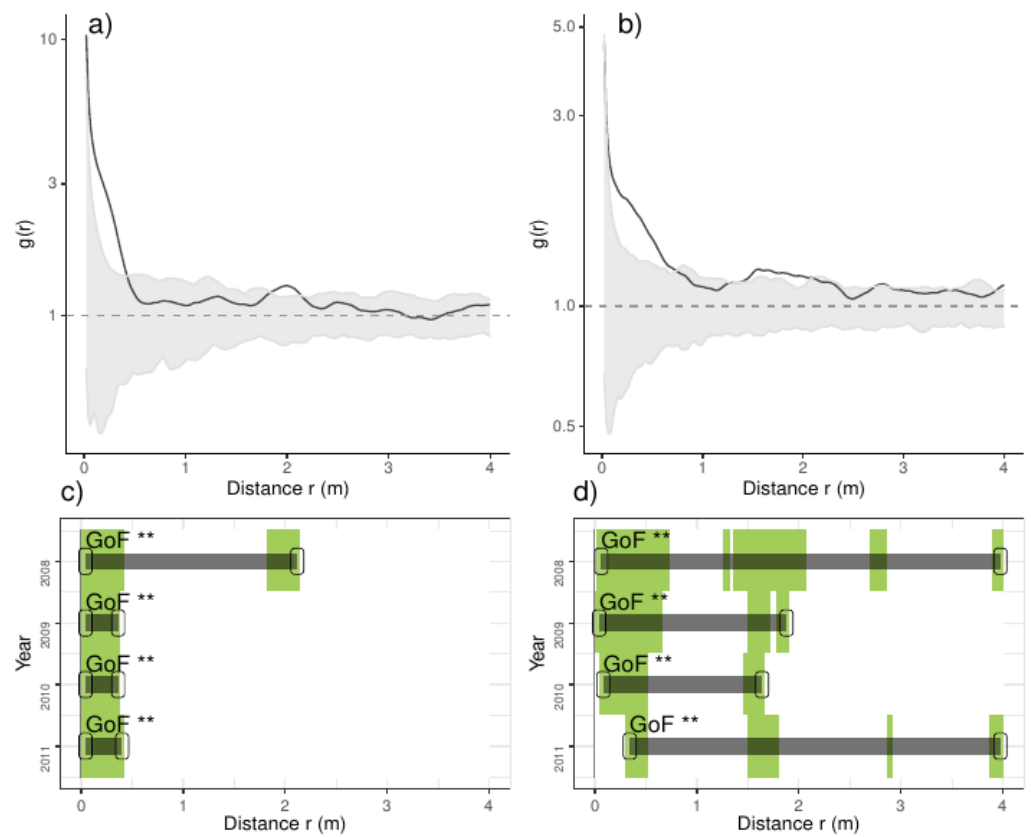 a)
10
3
1
g(r)
0 1 2 3 4
Distance r (m)
b)
5.0
3.0
1.0
0.5
g(r)
0 1 2 3 4
Distance r (m)
c)
GoF **
GoF **
GoF **
GoF **
2008
2009
2010
2011
Year
0 1 2 3 4
Distance r (m)
d)
GoF **
GoF **
GoF **
GoF **
2008
2009
2010
2011
Year
0 1 2 3 4
Distance r (m)